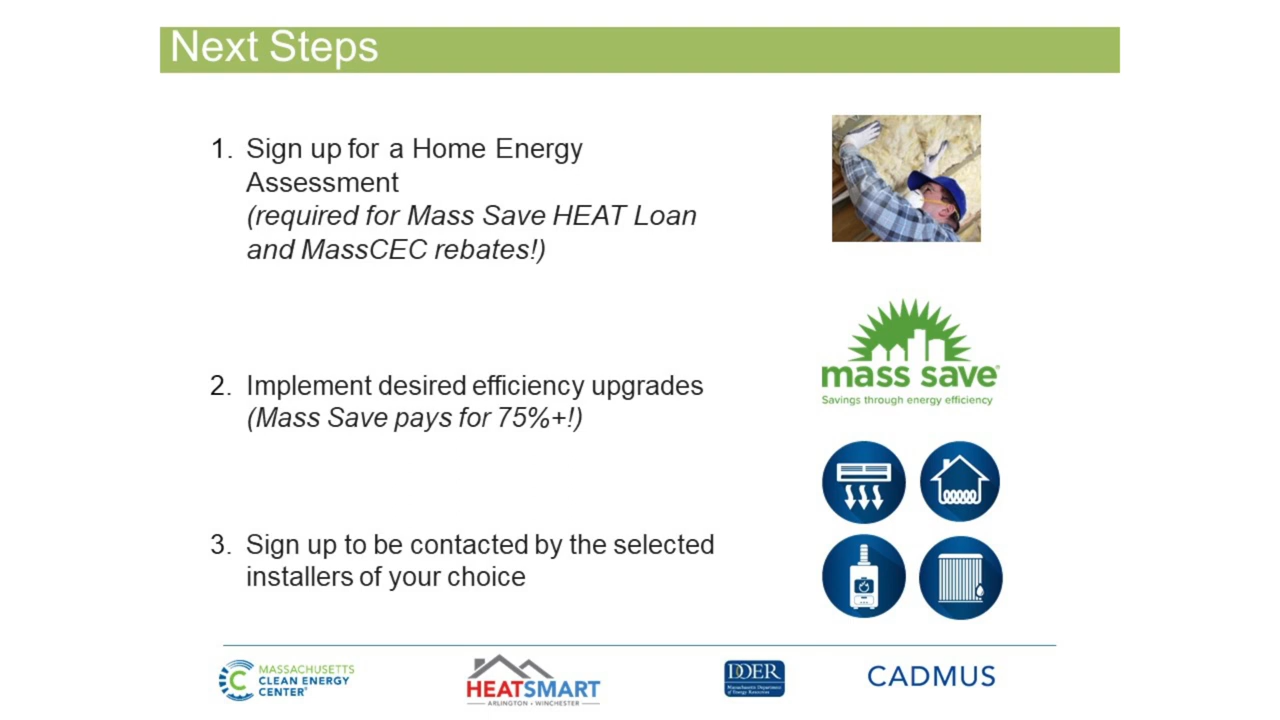 Next Steps
1. Sign up for a Home Energy
Assessment
(required for Mass Save HEAT Loan
and MassCEC rebates!)
mass save®
Savings through energy efficiency
2. Implement desired efficiency upgrades
(Mass Save pays for 75%+!)
3. Sign up to be contacted by the selected
installers of your choice
MASSACHUSETTS
CLEAN ENERGY
CENTER®
HEATSMART
ARLINGTON • WINCHESTER
DOER
Massachusetts Department
of Energy Resources
CADMUS